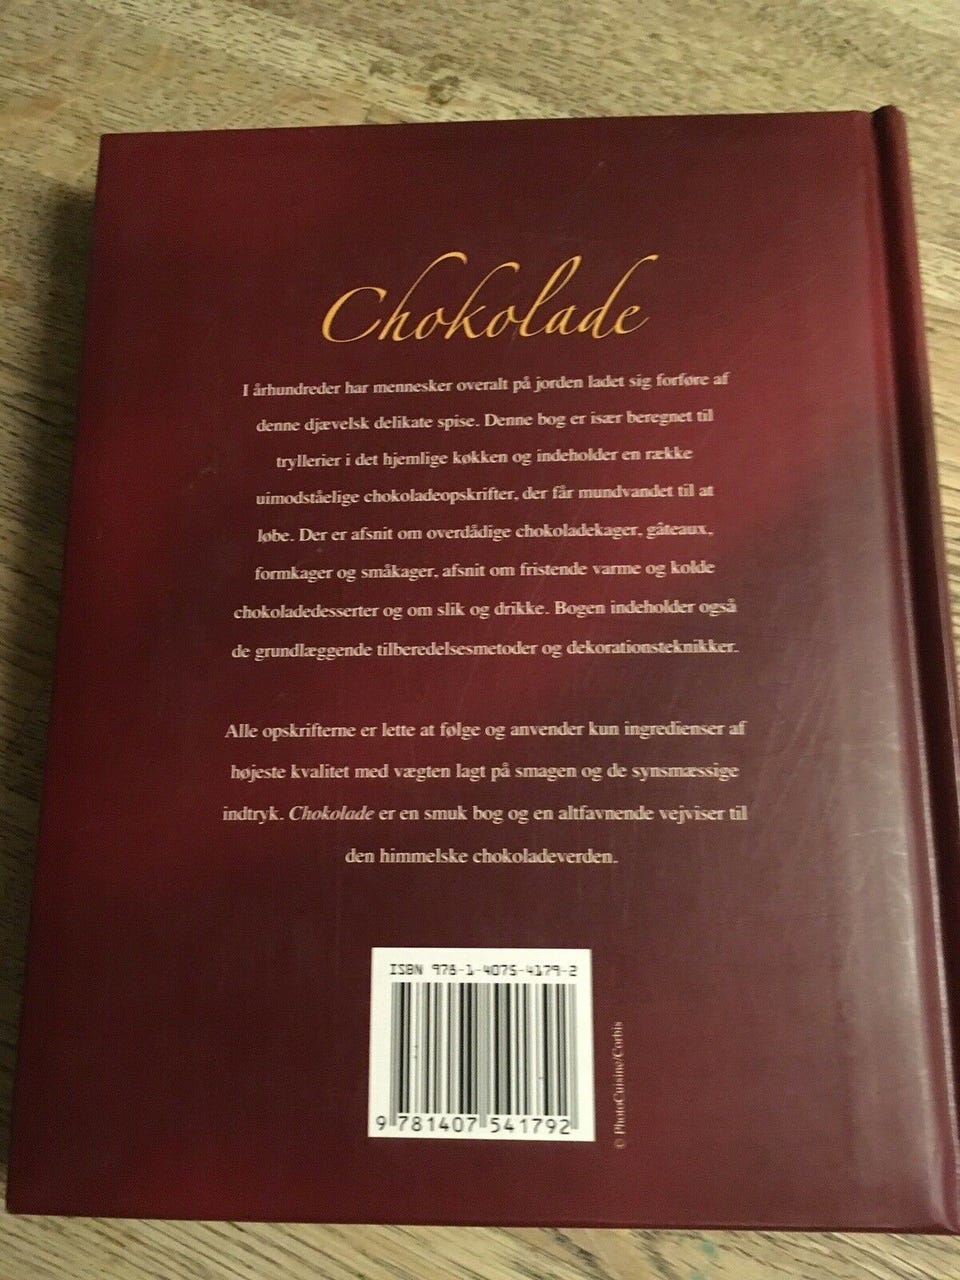 Chokolade
I århundreder har mennesker overalt på jorden ladet sig forføre af
denne djævelsk delikate spise. Denne bog er især beregnet til
tryllerier i det hjemlige køkken og indeholder en række
uimodståelige chokoladeopskrifter, der får mundvandet til at
løbe. Der er afsnit om overdådige chokoladekager, gâteaux,
formkager og småkager, afsnit om fristende varme og kolde
chokoladedesserter og om slik og drikke. Bogen indeholder også
de grundlæggende tilberedelsesmetoder og dekorationsteknikker.
Alle opskrifterne er lette at følge og anvender kun ingredienser af
højeste kvalitet med vægten lagt på smagen og de synsmæssige
indtryk. Chokolade er en smuk bog og en altfavnende vejviser til
den himmelske chokoladeverden.
ISBN 978-1-4075-4179-2
9 781407 541792
© PhotoCuisine/Corbis